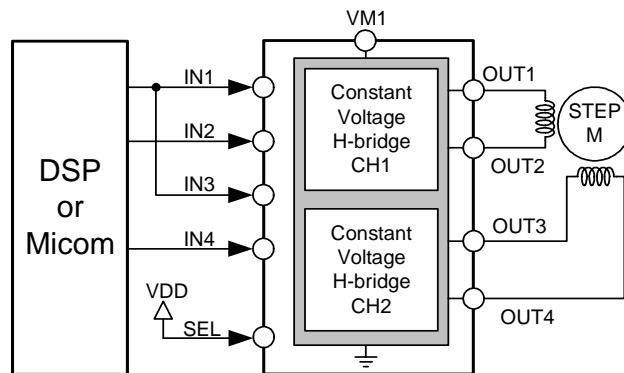 VM1
IN1
IN2
IN3
IN4
DSP
or
Micom
VDD
SEL
Constant
Voltage
H-bridge
CH1
Constant
Voltage
H-bridge
CH2
OUT1
OUT2
OUT3
OUT4
STEP
M